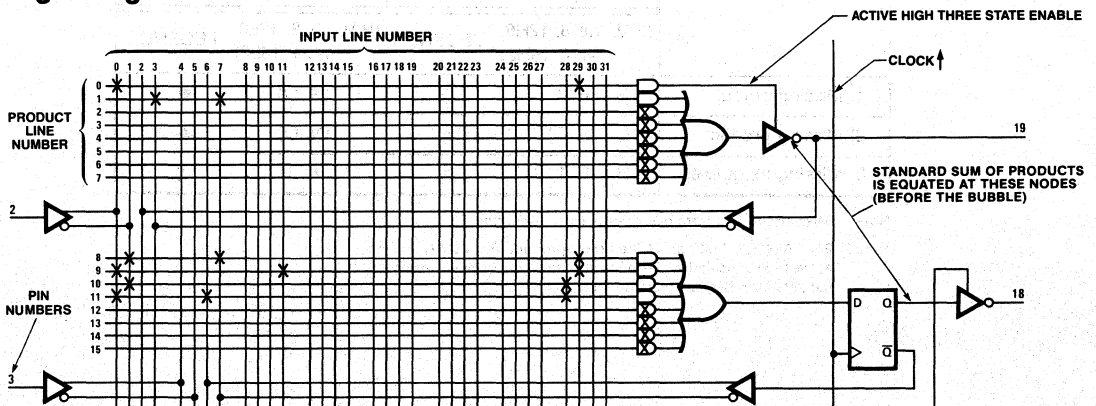 ACTIVE HIGH THREE STATE ENABLE
INPUT LINE NUMBER
CLOCK
0 1 2 3 4 5 6 7 8 9 10 11 12 13 14 15 16 17 18 19 20 21 22 23 24 25 26 27 28 29 30 31
0
1
2
3
4
5
6
7
PRODUCT
LINE
NUMBER
19
STANDARD SUM OF PRODUCTS
IS EQUATED AT THESE NODES
(BEFORE THE BUBBLE)
2
8
9
10
11
12
13
14
15
PIN
NUMBERS
D Q
Q
18
3